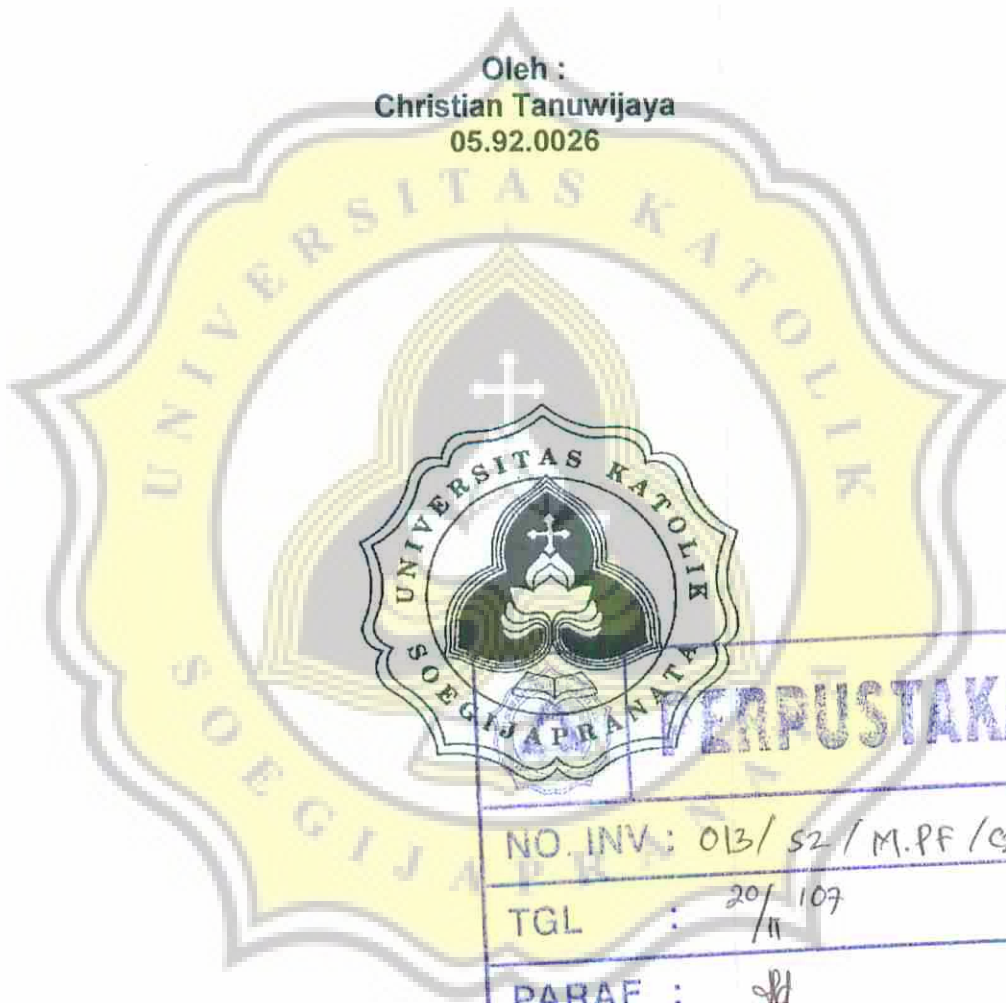 Oleh :
Christian Tanuwijaya
05.92.0026
UNIVERSITAS KATOLIK
SOEGIJAPRANATA
UNIVERSITAS KATOLIK
SOEGIJAPRANATA
PERPUSTAKA
NO. INV : 013/ S2 / M.PF /
TGL : 20/11 /07
PARAF :